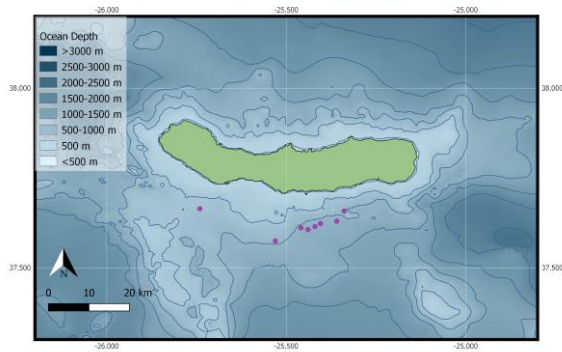 -26.000 -25.500 -25.000
Ocean Depth
>3000 m
2500-3000 m
2000-2500 m
1500-2000 m
1000-1500 m
500-1000 m
500 m
<500 m
38.000 38.000
37.500 37.500
N
0 10 20 km
-26.000 -25.500 -25.000